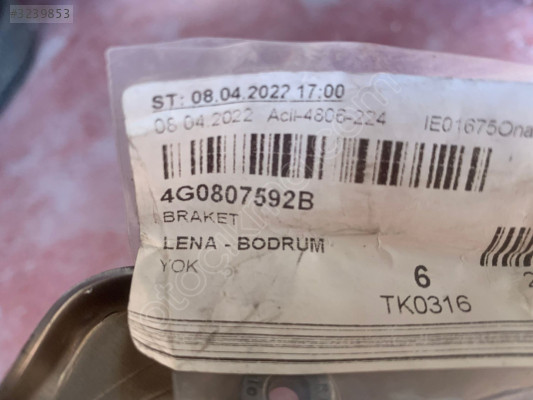 #3239853
ST: 08.04.2022 17:00
08.04.2022 Acil-4806-224 IE01675Ona
4G0807592B
BRAKET
LENA - BODRUM
YOK
6
TK0316